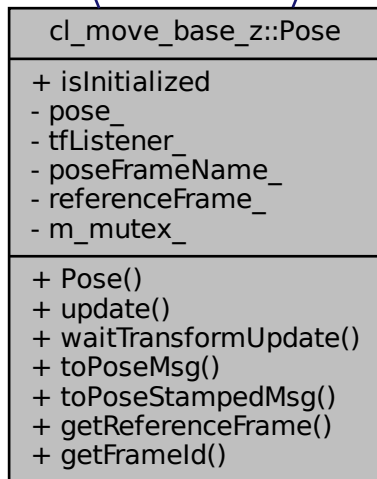 cl_move_base_z::Pose
+ isInitialized
- pose_
- tfListener_
- poseFrameName_
- referenceFrame_
- m_mutex_
+ Pose()
+ update()
+ waitTransformUpdate()
+ toPoseMsg()
+ toPoseStampedMsg()
+ getReferenceFrame()
+ getFrameId()